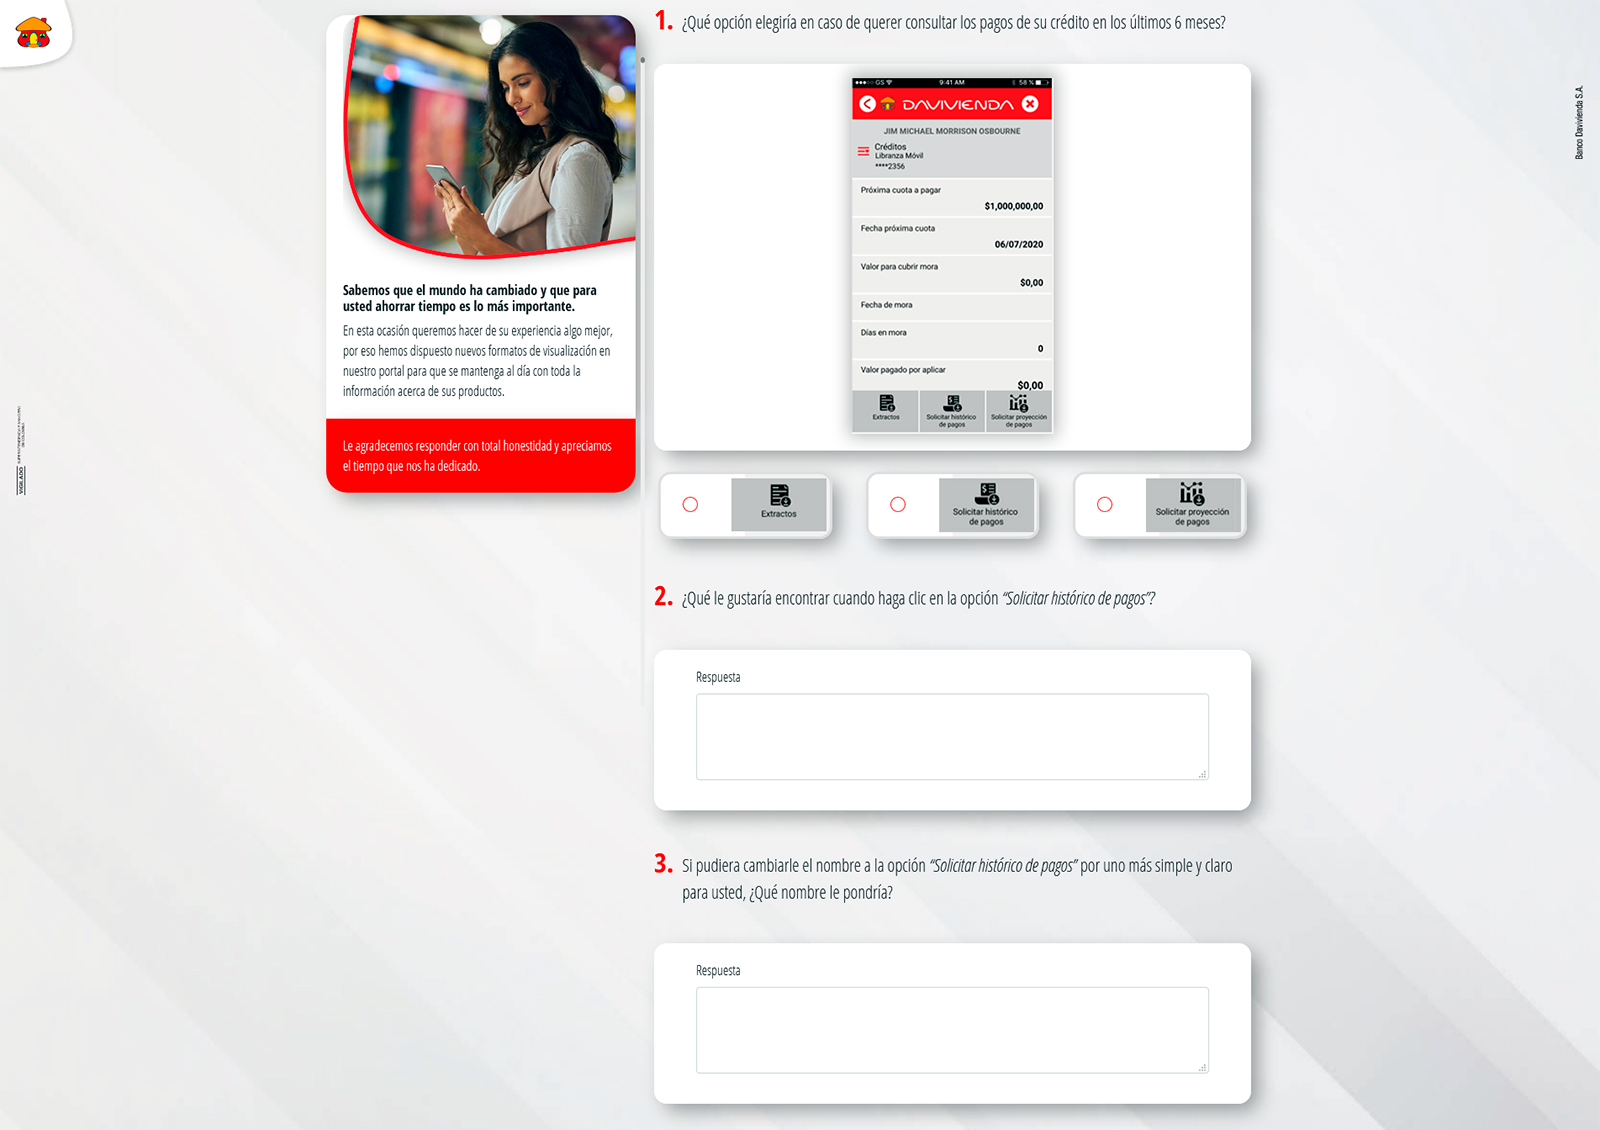 1. ¿Qué opción elegiría en caso de querer consultar los pagos de su crédito en los últimos 6 meses?
GS
9:41 AM
58 %
DAVIVIENDA
JIM MICHAEL MORRISON OSBOURNE
Créditos
Libranza Móvil
****2356
Próxima cuota a pagar
$1,000,000,00
Fecha próxima cuota
06/07/2020
Valor para cubrir mora
$0,00
Fecha de mora
Días en mora
0
Valor pagado por aplicar
$0,00
Extractos
Solicitar histórico
de pagos
Solicitar proyección
de pagos
Sabemos que el mundo ha cambiado y que para
usted ahorrar tiempo es lo más importante.
En esta ocasión queremos hacer de su experiencia algo mejor,
por eso hemos dispuesto nuevos formatos de visualización en
nuestro portal para que se mantenga al día con toda la
información acerca de sus productos.
Le agradecemos responder con total honestidad y apreciamos
el tiempo que nos ha dedicado.
Extractos
Solicitar histórico
de pagos
Solicitar proyección
de pagos
2. ¿Qué le gustaría encontrar cuando haga clic en la opción “Solicitar histórico de pagos”?
Respuesta
3. Si pudiera cambiarle el nombre a la opción “Solicitar histórico de pagos” por uno más simple y claro
para usted, ¿Qué nombre le pondría?
Respuesta
Banco Davivienda S.A.
VIGILADO